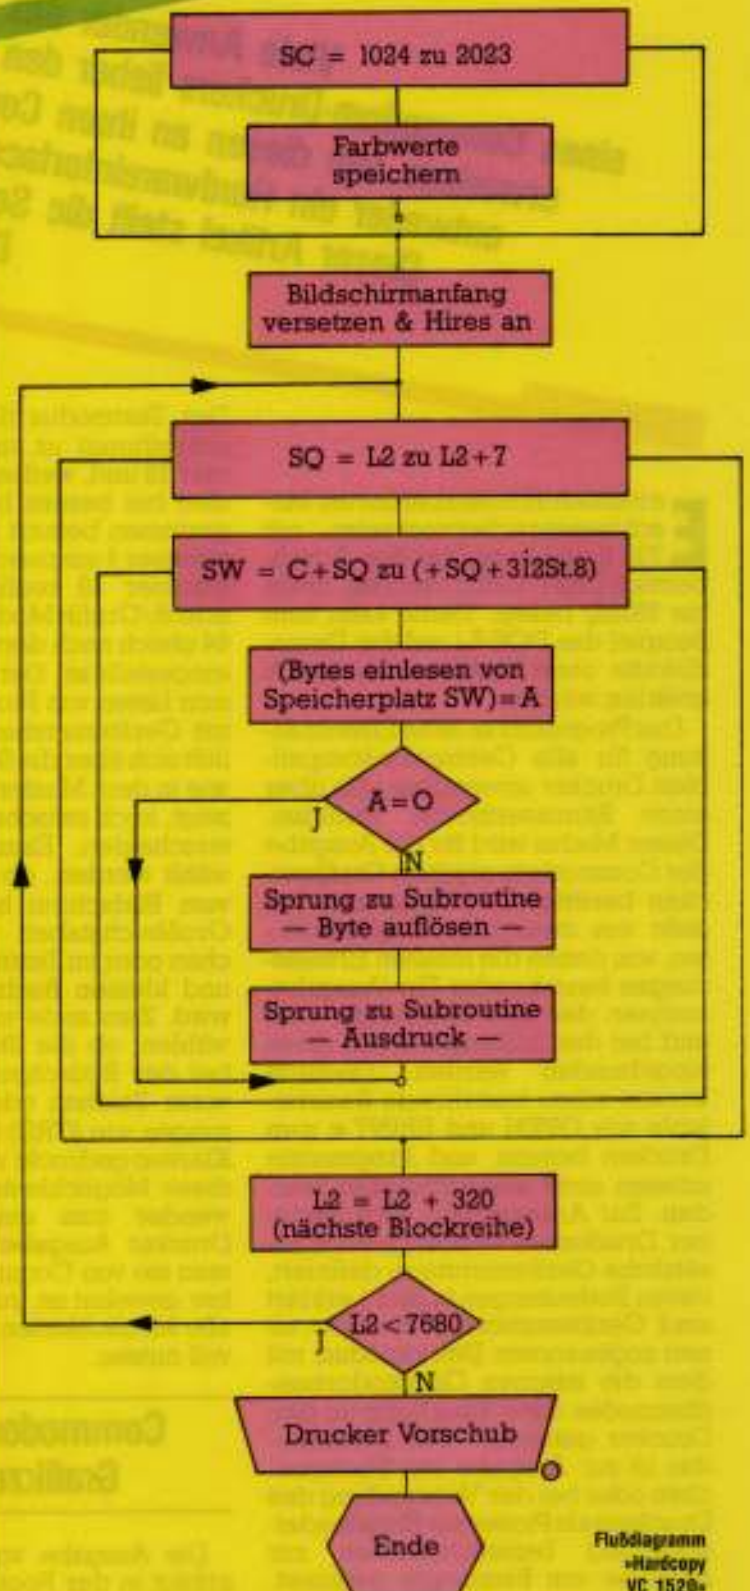 SC = 1024 zu 2023
Farbwerte
speichern
Bildschirmanfang
versetzen & Hires an
SQ = L2 zu L2+7
SW = C+SQ zu (+SQ+312St.8)
(Bytes einlesen von
Speicherplatz SW)=A
A=O
J
N
Sprung zu Subroutine
— Byte auflösen —
Sprung zu Subroutine
— Ausdruck —
L2 = L2 + 320
(nächste Blockreihe)
L2<7680
J
N
Drucker Vorschub
Ende
Flußdiagramm
»Hardcopy
VC 1520«